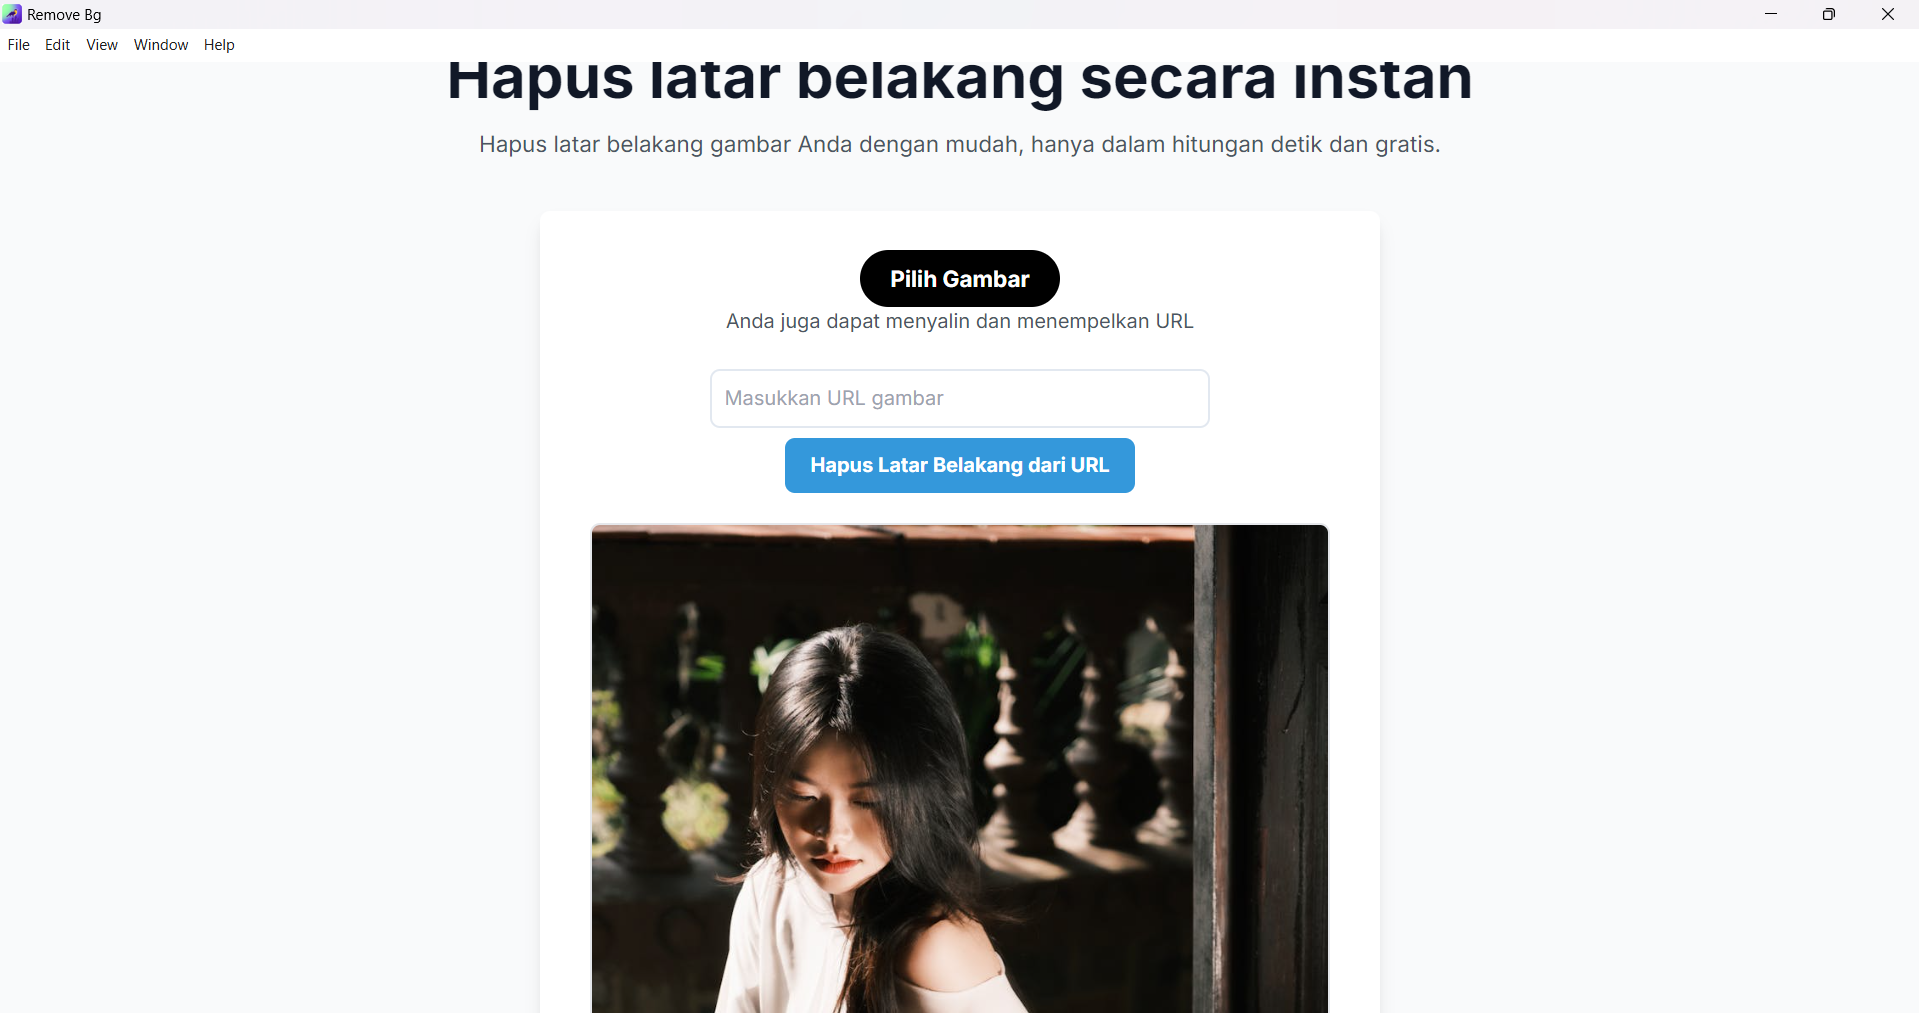 Remove Bg
File Edit View Window Help
Hapus latar belakang secara instan
Hapus latar belakang gambar Anda dengan mudah, hanya dalam hitungan detik dan gratis.
Pilih Gambar
Anda juga dapat menyalin dan menempelkan URL
Masukkan URL gambar
Hapus Latar Belakang dari URL